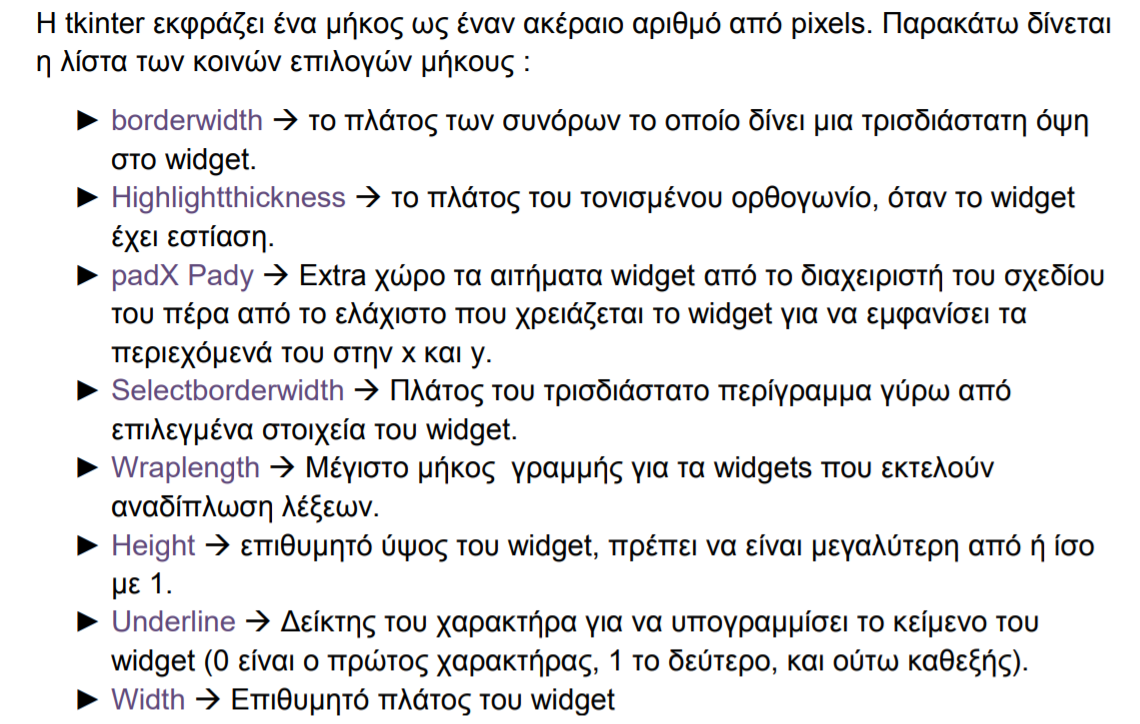 Η tkinter εκφράζει ένα μήκος ως έναν ακέραιο αριθμό από pixels. Παρακάτω δίνεται
η λίστα των κοινών επιλογών μήκους :
► borderwidth → το πλάτος των συνόρων το οποίο δίνει μια τρισδιάστατη όψη
στο widget.
► Highlightthickness → το πλάτος του τονισμένου ορθογωνίο, όταν το widget
έχει εστίαση.
► padX Pady → Extra χώρο τα αιτήματα widget από το διαχειριστή του σχεδίου
του πέρα από το ελάχιστο που χρειάζεται το widget για να εμφανίσει τα
περιεχόμενά του στην x και y.
► Selectborderwidth → Πλάτος του τρισδιάστατο περίγραμμα γύρω από
επιλεγμένα στοιχεία του widget.
► Wraplength → Μέγιστο μήκος  γραμμής για τα widgets που εκτελούν
αναδίπλωση λέξεων.
► Height → επιθυμητό ύψος του widget, πρέπει να είναι μεγαλύτερη από ή ίσο
με 1.
► Underline → Δείκτης του χαρακτήρα για να υπογραμμίσει το κείμενο του
widget (0 είναι ο πρώτος χαρακτήρας, 1 το δεύτερο, και ούτω καθεξής).
► Width → Επιθυμητό πλάτος του widget